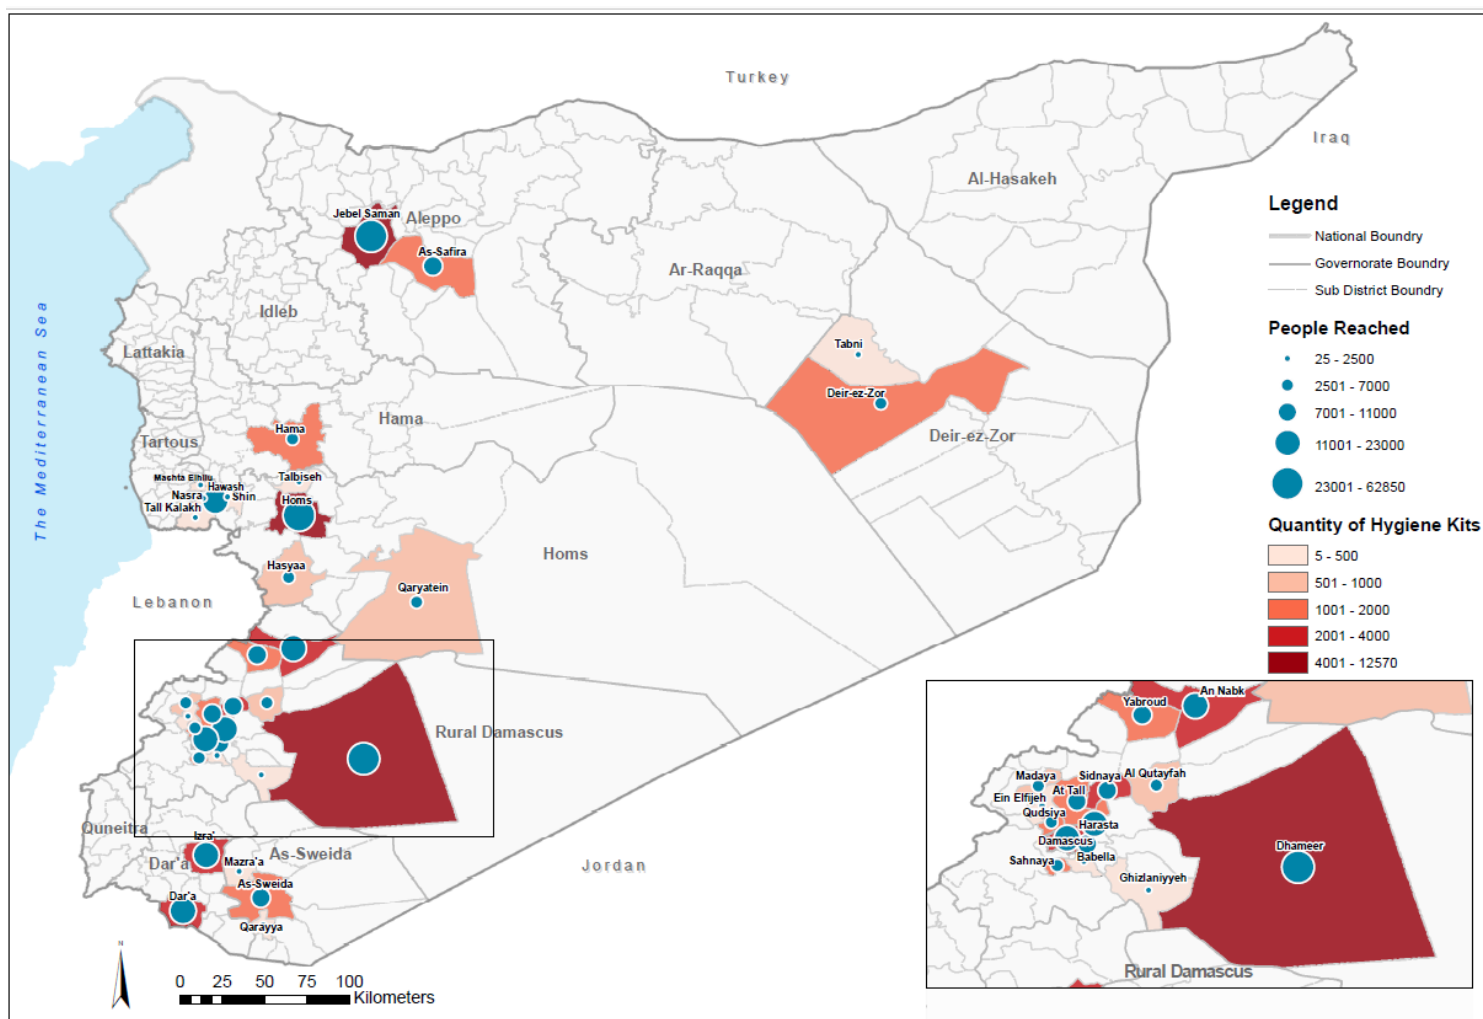 Turkey
Iraq
Al-Hasakeh
Legend
National Boundry
Governorate Boundry
Sub District Boundry
People Reached
25 - 2500
2501 - 7000
7001 - 11000
11001 - 23000
23001 - 62850
Quantity of Hygiene Kits
5 - 500
501 - 1000
1001 - 2000
2001 - 4000
4001 - 12570
The Mediterranean Sea
Jebel Saman
Aleppo
As-Safira
Ar-Raqqa
Idleb
Lattakia
Tabni
Deir-ez-Zor
Deir-ez-Zor
Hama
Hama
Tartous
Mashta Elhilu
Hawash
Talbiseh
Nasra
Shin
Tall Kalakh
Homs
Homs
Hasyaa
Qaryatein
Lebanon
Rural Damascus
Quneitra
Izra'
Dar'a
As-Sweida
Mazra'a
As-Sweida
Dar'a
Qarayya
Jordan
N
0 25 50 75 100
Kilometers
An Nabk
Yabroud
Madaya
Sidnaya
Al Qutayfah
Ein Elfijeh
At Tall
Qudsiya
Harasta
Damascus
Babella
Sahnaya
Ghizlaniyyeh
Dhameer
Rural Damascus